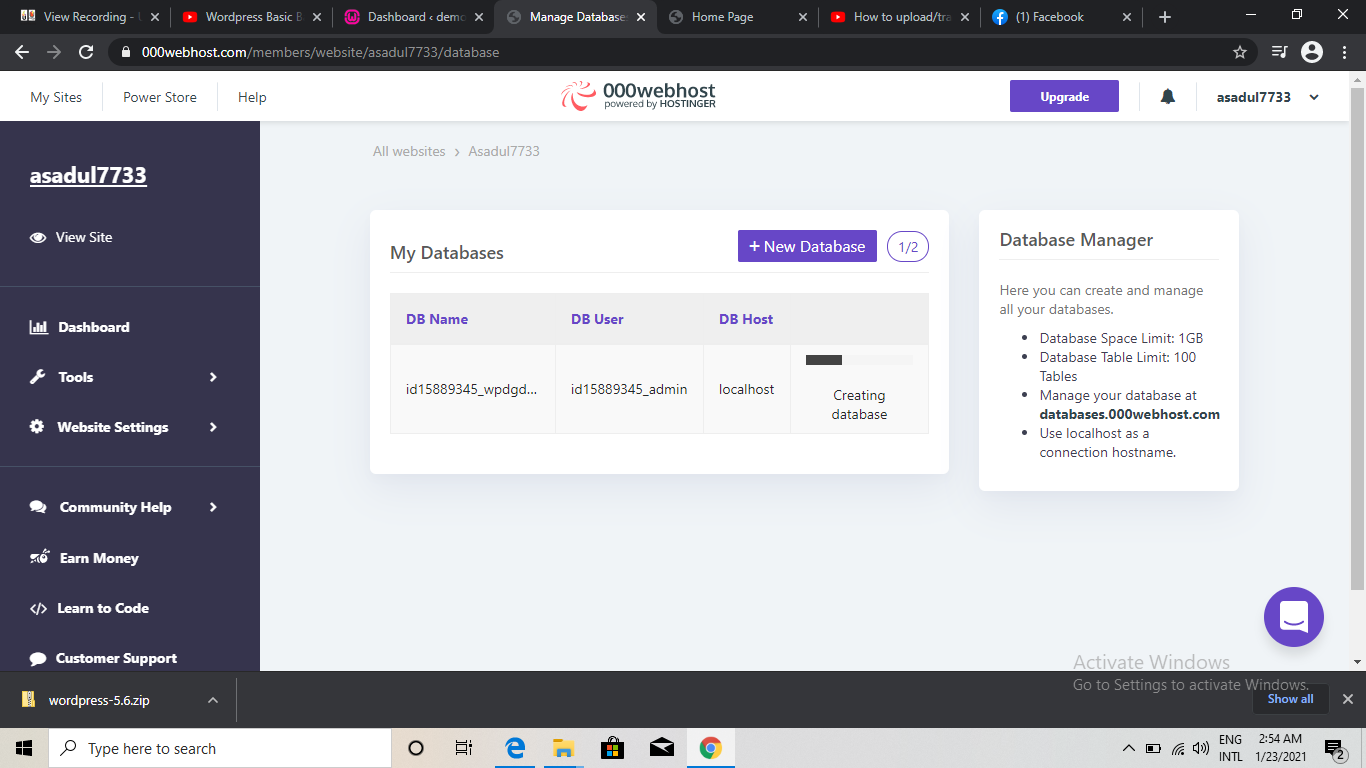 View Recording -
Wordpress Basic B
Dashboard ‹ demo
Manage Databases
Home Page
How to upload/tra
(1) Facebook
000webhost.com/members/website/asadul7733/database
My Sites
Power Store
Help
000webhost
powered by HOSTINGER
Upgrade
asadul7733
asadul7733
View Site
Dashboard
Tools
Website Settings
Community Help
Earn Money
Learn to Code
Customer Support
All websites › Asadul7733
My Databases
+ New Database
1/2
DB Name DB User DB Host
id15889345_wpdgd... id15889345_admin localhost
Creating
database
Database Manager
Here you can create and manage
all your databases.
• Database Space Limit: 1GB
• Database Table Limit: 100
Tables
• Manage your database at
databases.000webhost.com
• Use localhost as a
connection hostname.
Activate Windows
Go to Settings to activate Windows.
wordpress-5.6.zip
Show all
Type here to search
ENG
INTL
2:54 AM
1/23/2021
2